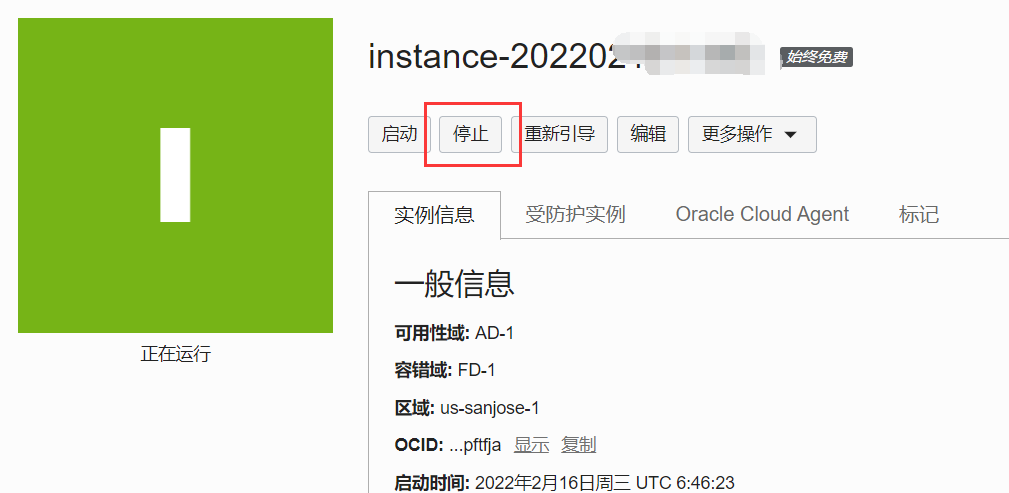 instance-202202
始终免费
启动 停止 重新引导 编辑 更多操作
实例信息 受防护实例 Oracle Cloud Agent 标记
一般信息
可用性域: AD-1
正在运行
容错域: FD-1
区域: us-sanjose-1
OCID: ...pftfja 显示 复制
启动时间: 2022年2月16日周三 UTC 6:46:23